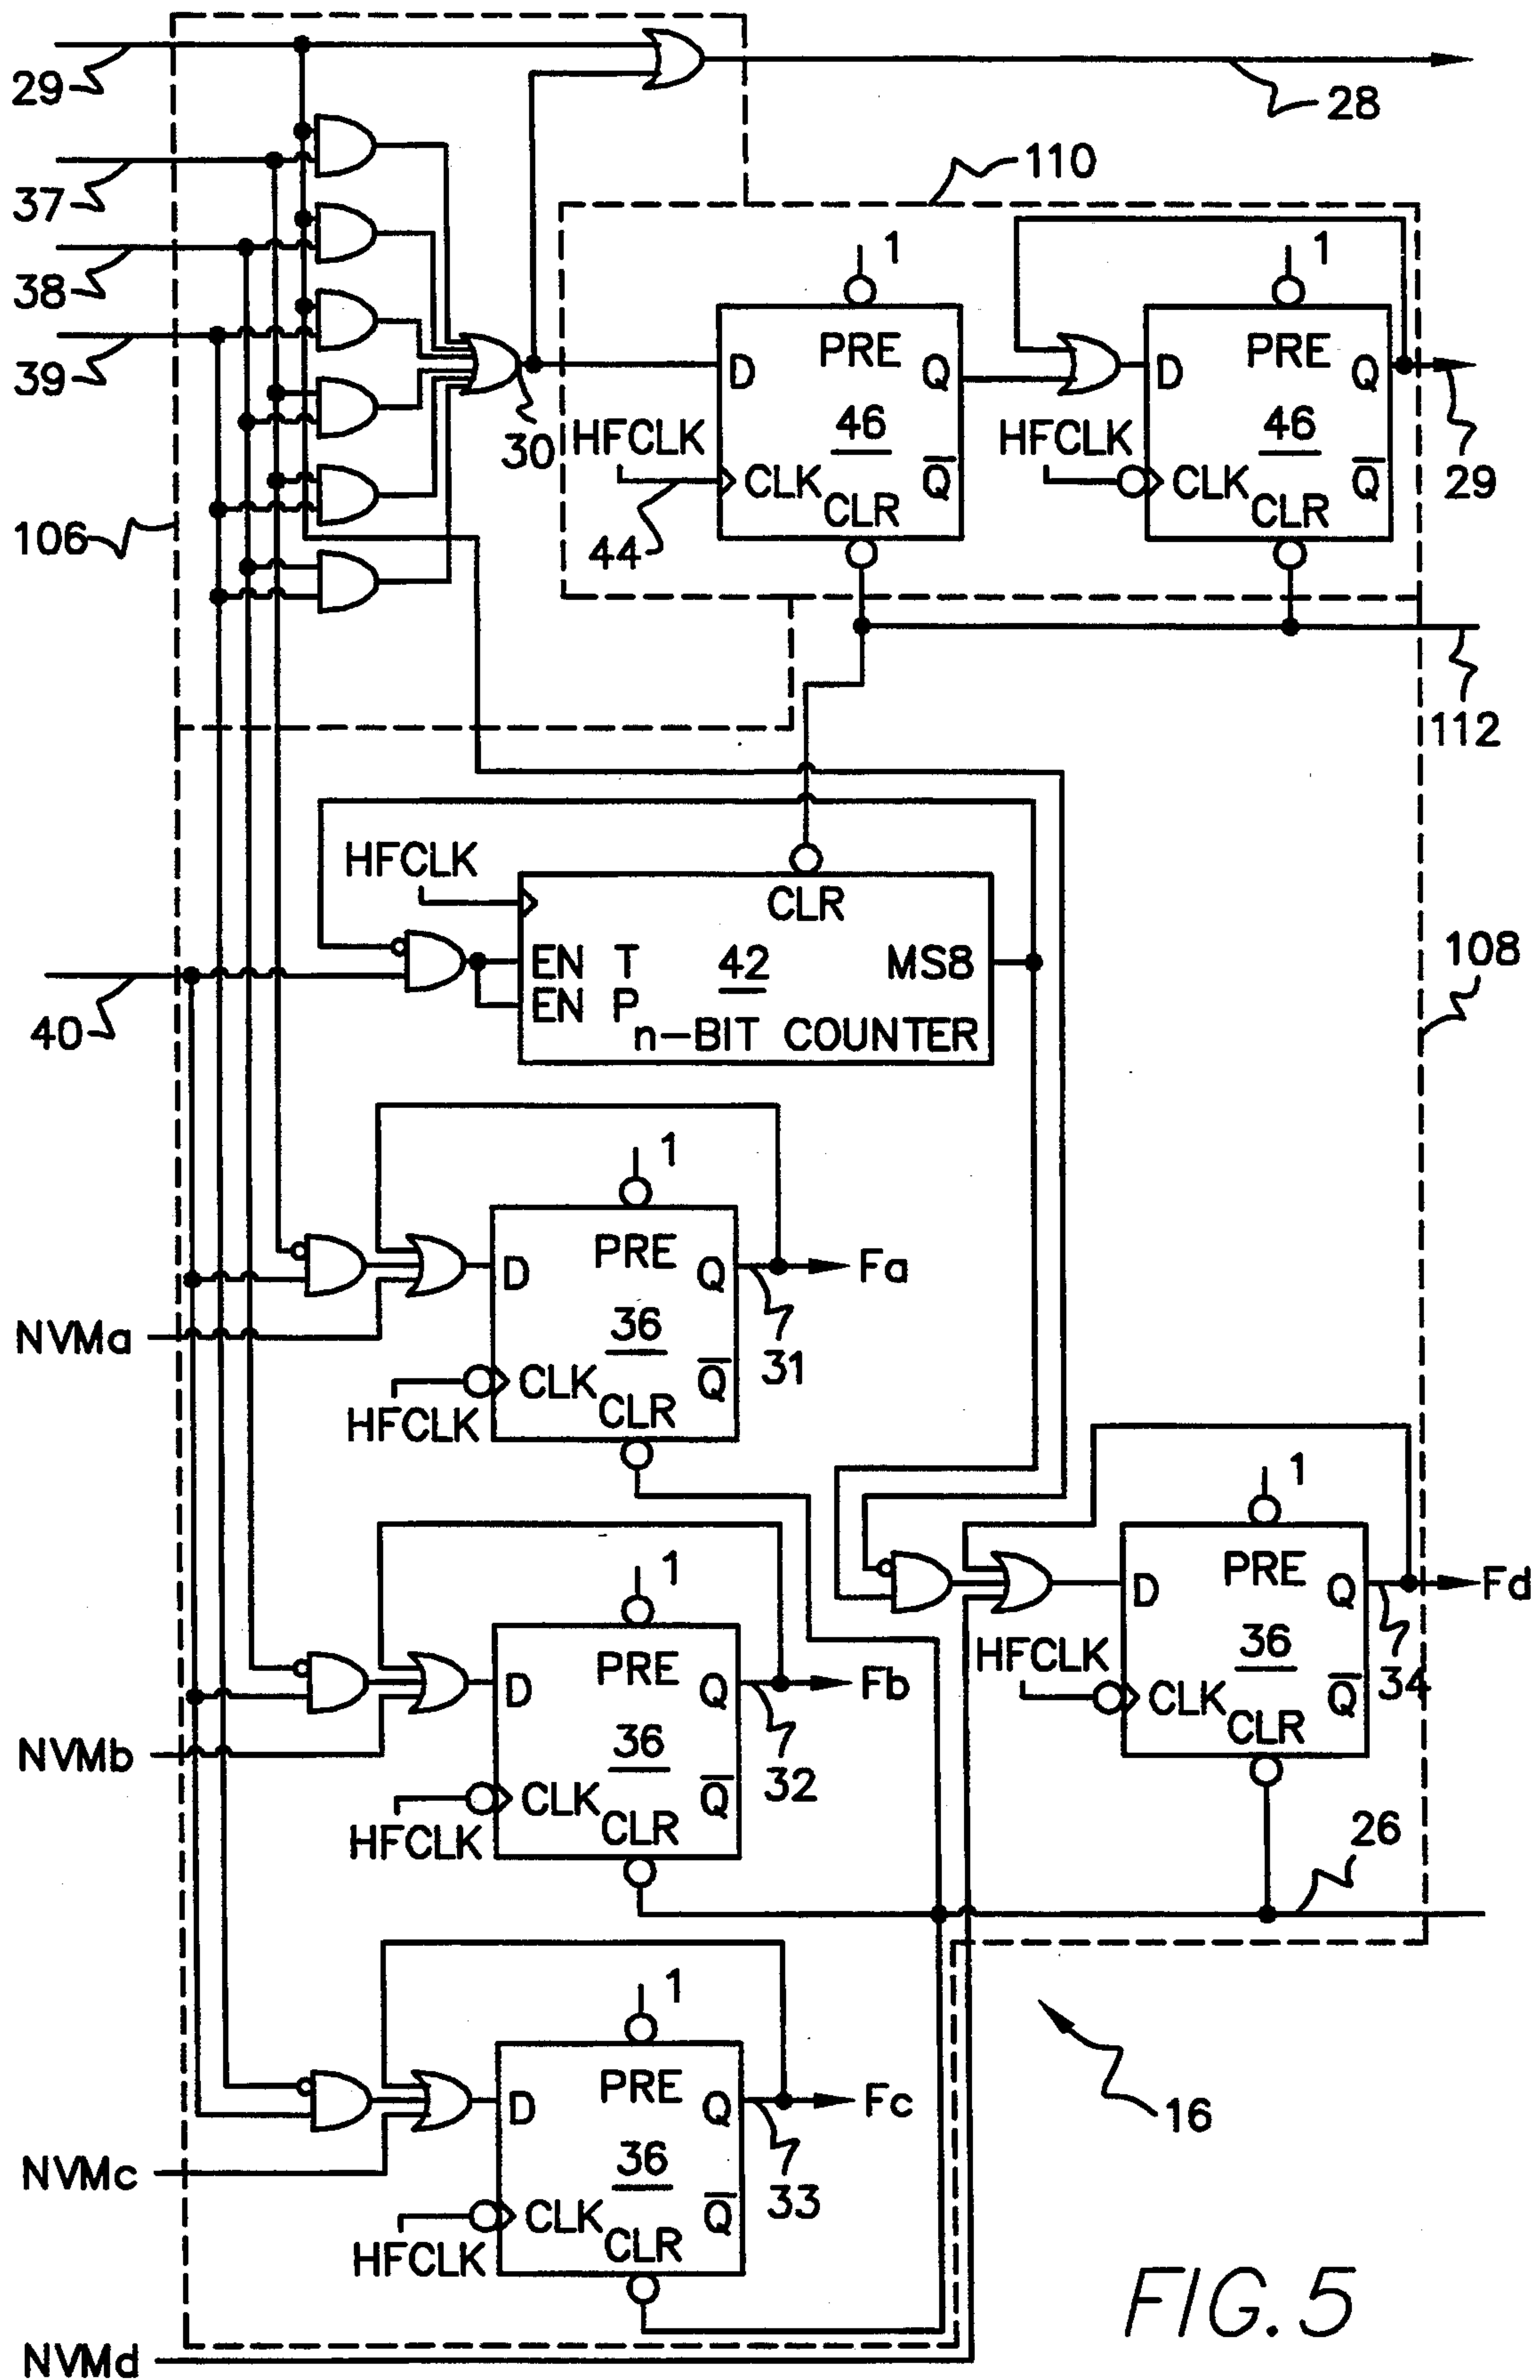 29
28
37
110
38
1
1
39
D
PRE
Q
D
PRE
Q
30
HFCLK
46
HFCLK
46
CLK
Q̅
CLK
Q̅
29
106
44
CLR
CLR
112
HFCLK
CLR
108
EN T
42
MS8
40
EN P
n-BIT COUNTER
1
PRE
D
Q
Fa
NVMa
36
31
CLK
Q̅
HFCLK
CLR
1
1
PRE
D
Q
Fd
PRE
D
Q
Fb
HFCLK
36
34
CLK
Q̅
CLR
NVMb
36
32
CLK
Q̅
HFCLK
CLR
26
1
PRE
D
Q
Fc
16
NVMc
36
33
CLK
Q̅
HFCLK
CLR
FIG. 5
NVMd